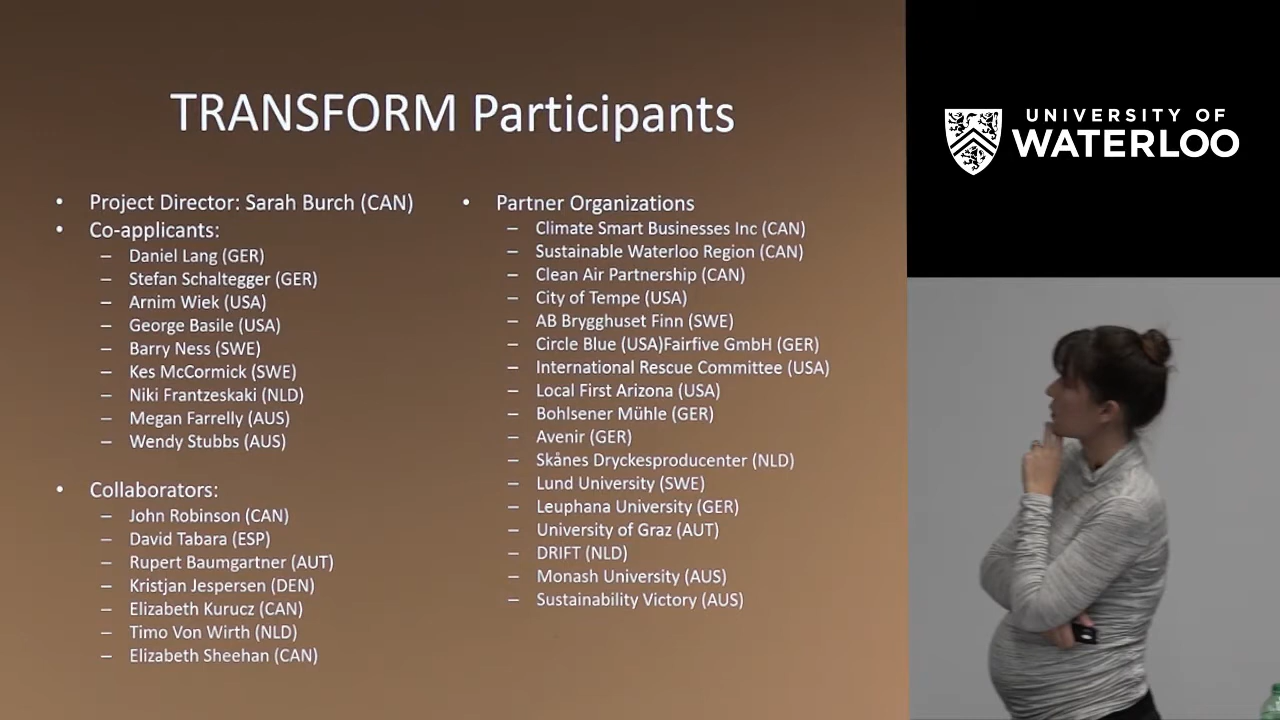 TRANSFORM Participants
• Project Director: Sarah Burch (CAN)
• Co-applicants:
– Daniel Lang (GER)
– Stefan Schaltegger (GER)
– Arnim Wiek (USA)
– George Basile (USA)
– Barry Ness (SWE)
– Kes McCormick (SWE)
– Niki Frantzeskaki (NLD)
– Megan Farrelly (AUS)
– Wendy Stubbs (AUS)
• Collaborators:
– John Robinson (CAN)
– David Tabara (ESP)
– Rupert Baumgartner (AUT)
– Kristjan Jespersen (DEN)
– Elizabeth Kurucz (CAN)
– Timo Von Wirth (NLD)
– Elizabeth Sheehan (CAN)
• Partner Organizations
– Climate Smart Businesses Inc (CAN)
– Sustainable Waterloo Region (CAN)
– Clean Air Partnership (CAN)
– City of Tempe (USA)
– AB Brygghuset Finn (SWE)
– Circle Blue (USA)Fairfive GmbH (GER)
– International Rescue Committee (USA)
– Local First Arizona (USA)
– Bohlsener Mühle (GER)
– Avenir (GER)
– Skånes Dryckesproducenter (NLD)
– Lund University (SWE)
– Leuphana University (GER)
– University of Graz (AUT)
– DRIFT (NLD)
– Monash University (AUS)
– Sustainability Victory (AUS)
UNIVERSITY OF
WATERLOO